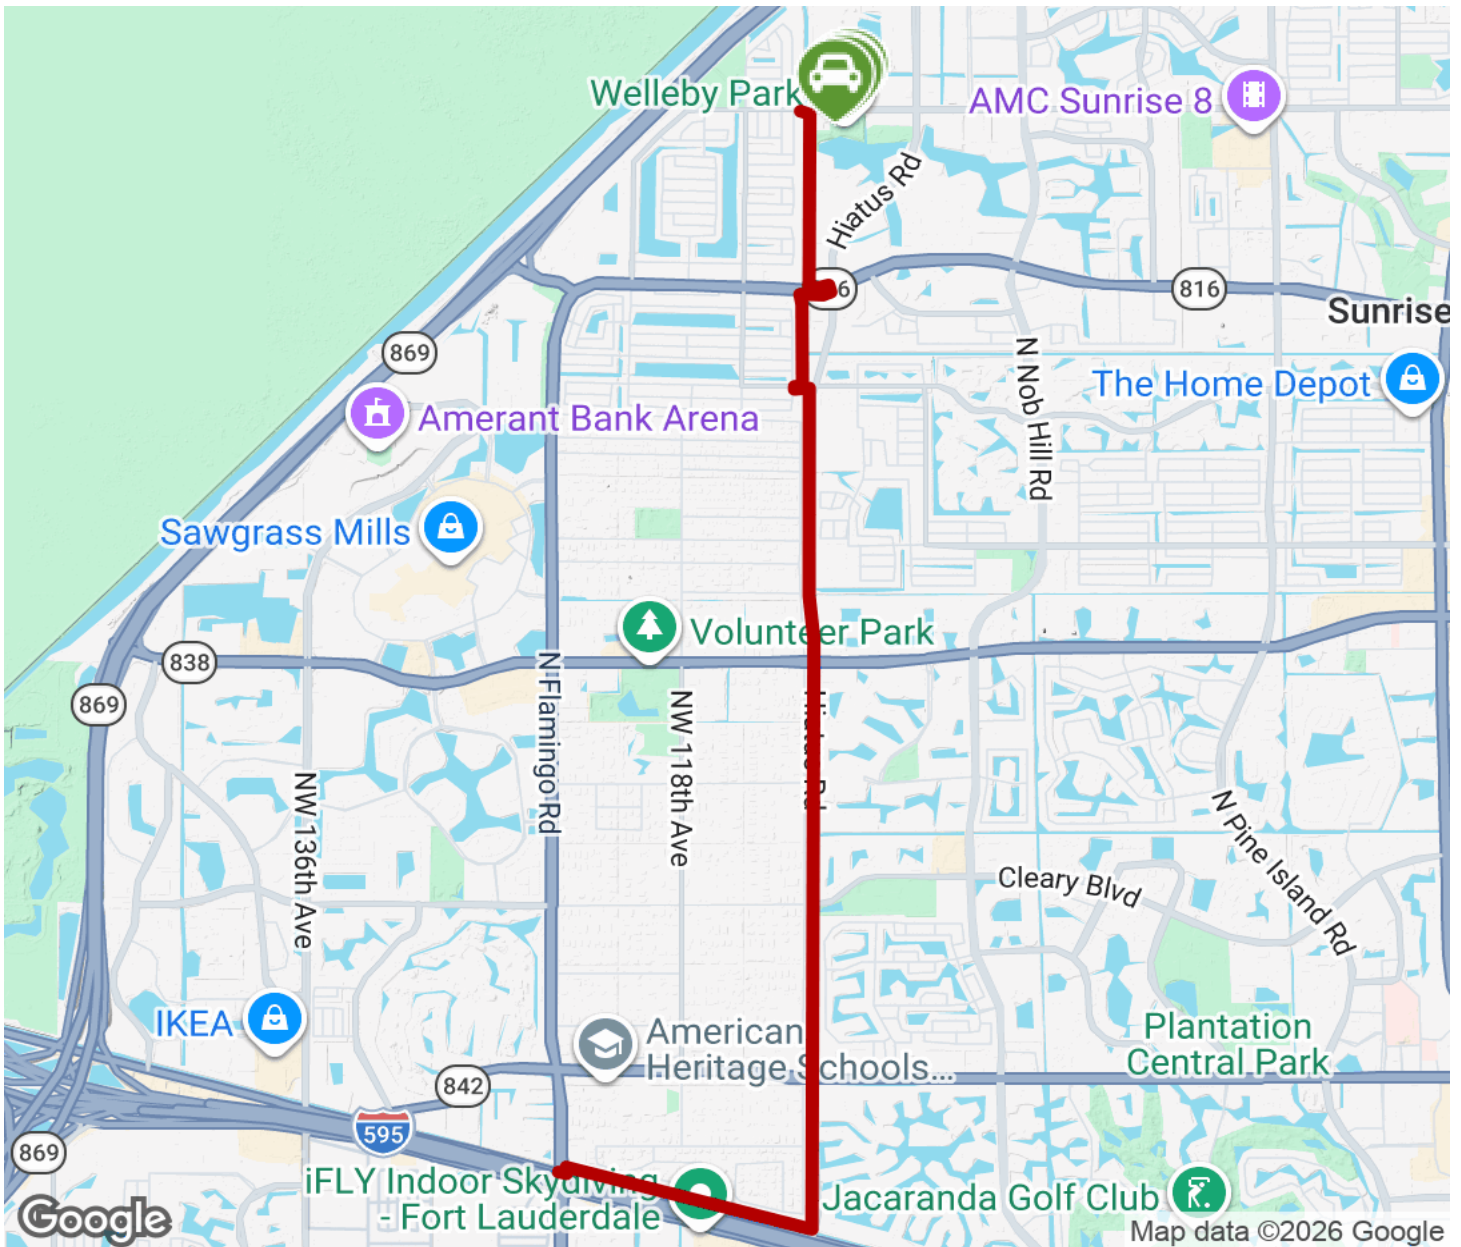 Welleby Park
AMC Sunrise 8
Hiatus Rd
6
816
Sunrise
869
N Nob Hill Rd
The Home Depot
Amerant Bank Arena
Sawgrass Mills
Volunteer Park
838
869
N Flamingo Rd
NW 118th Ave
Hiatus Rd
NW 136th Ave
N Pine Island Rd
Cleary Blvd
IKEA
American
Heritage Schools...
Plantation
Central Park
842
595
869
iFLY Indoor Skydiving
- Fort Lauderdale
Jacaranda Golf Club
Google
Map data ©2026 Google